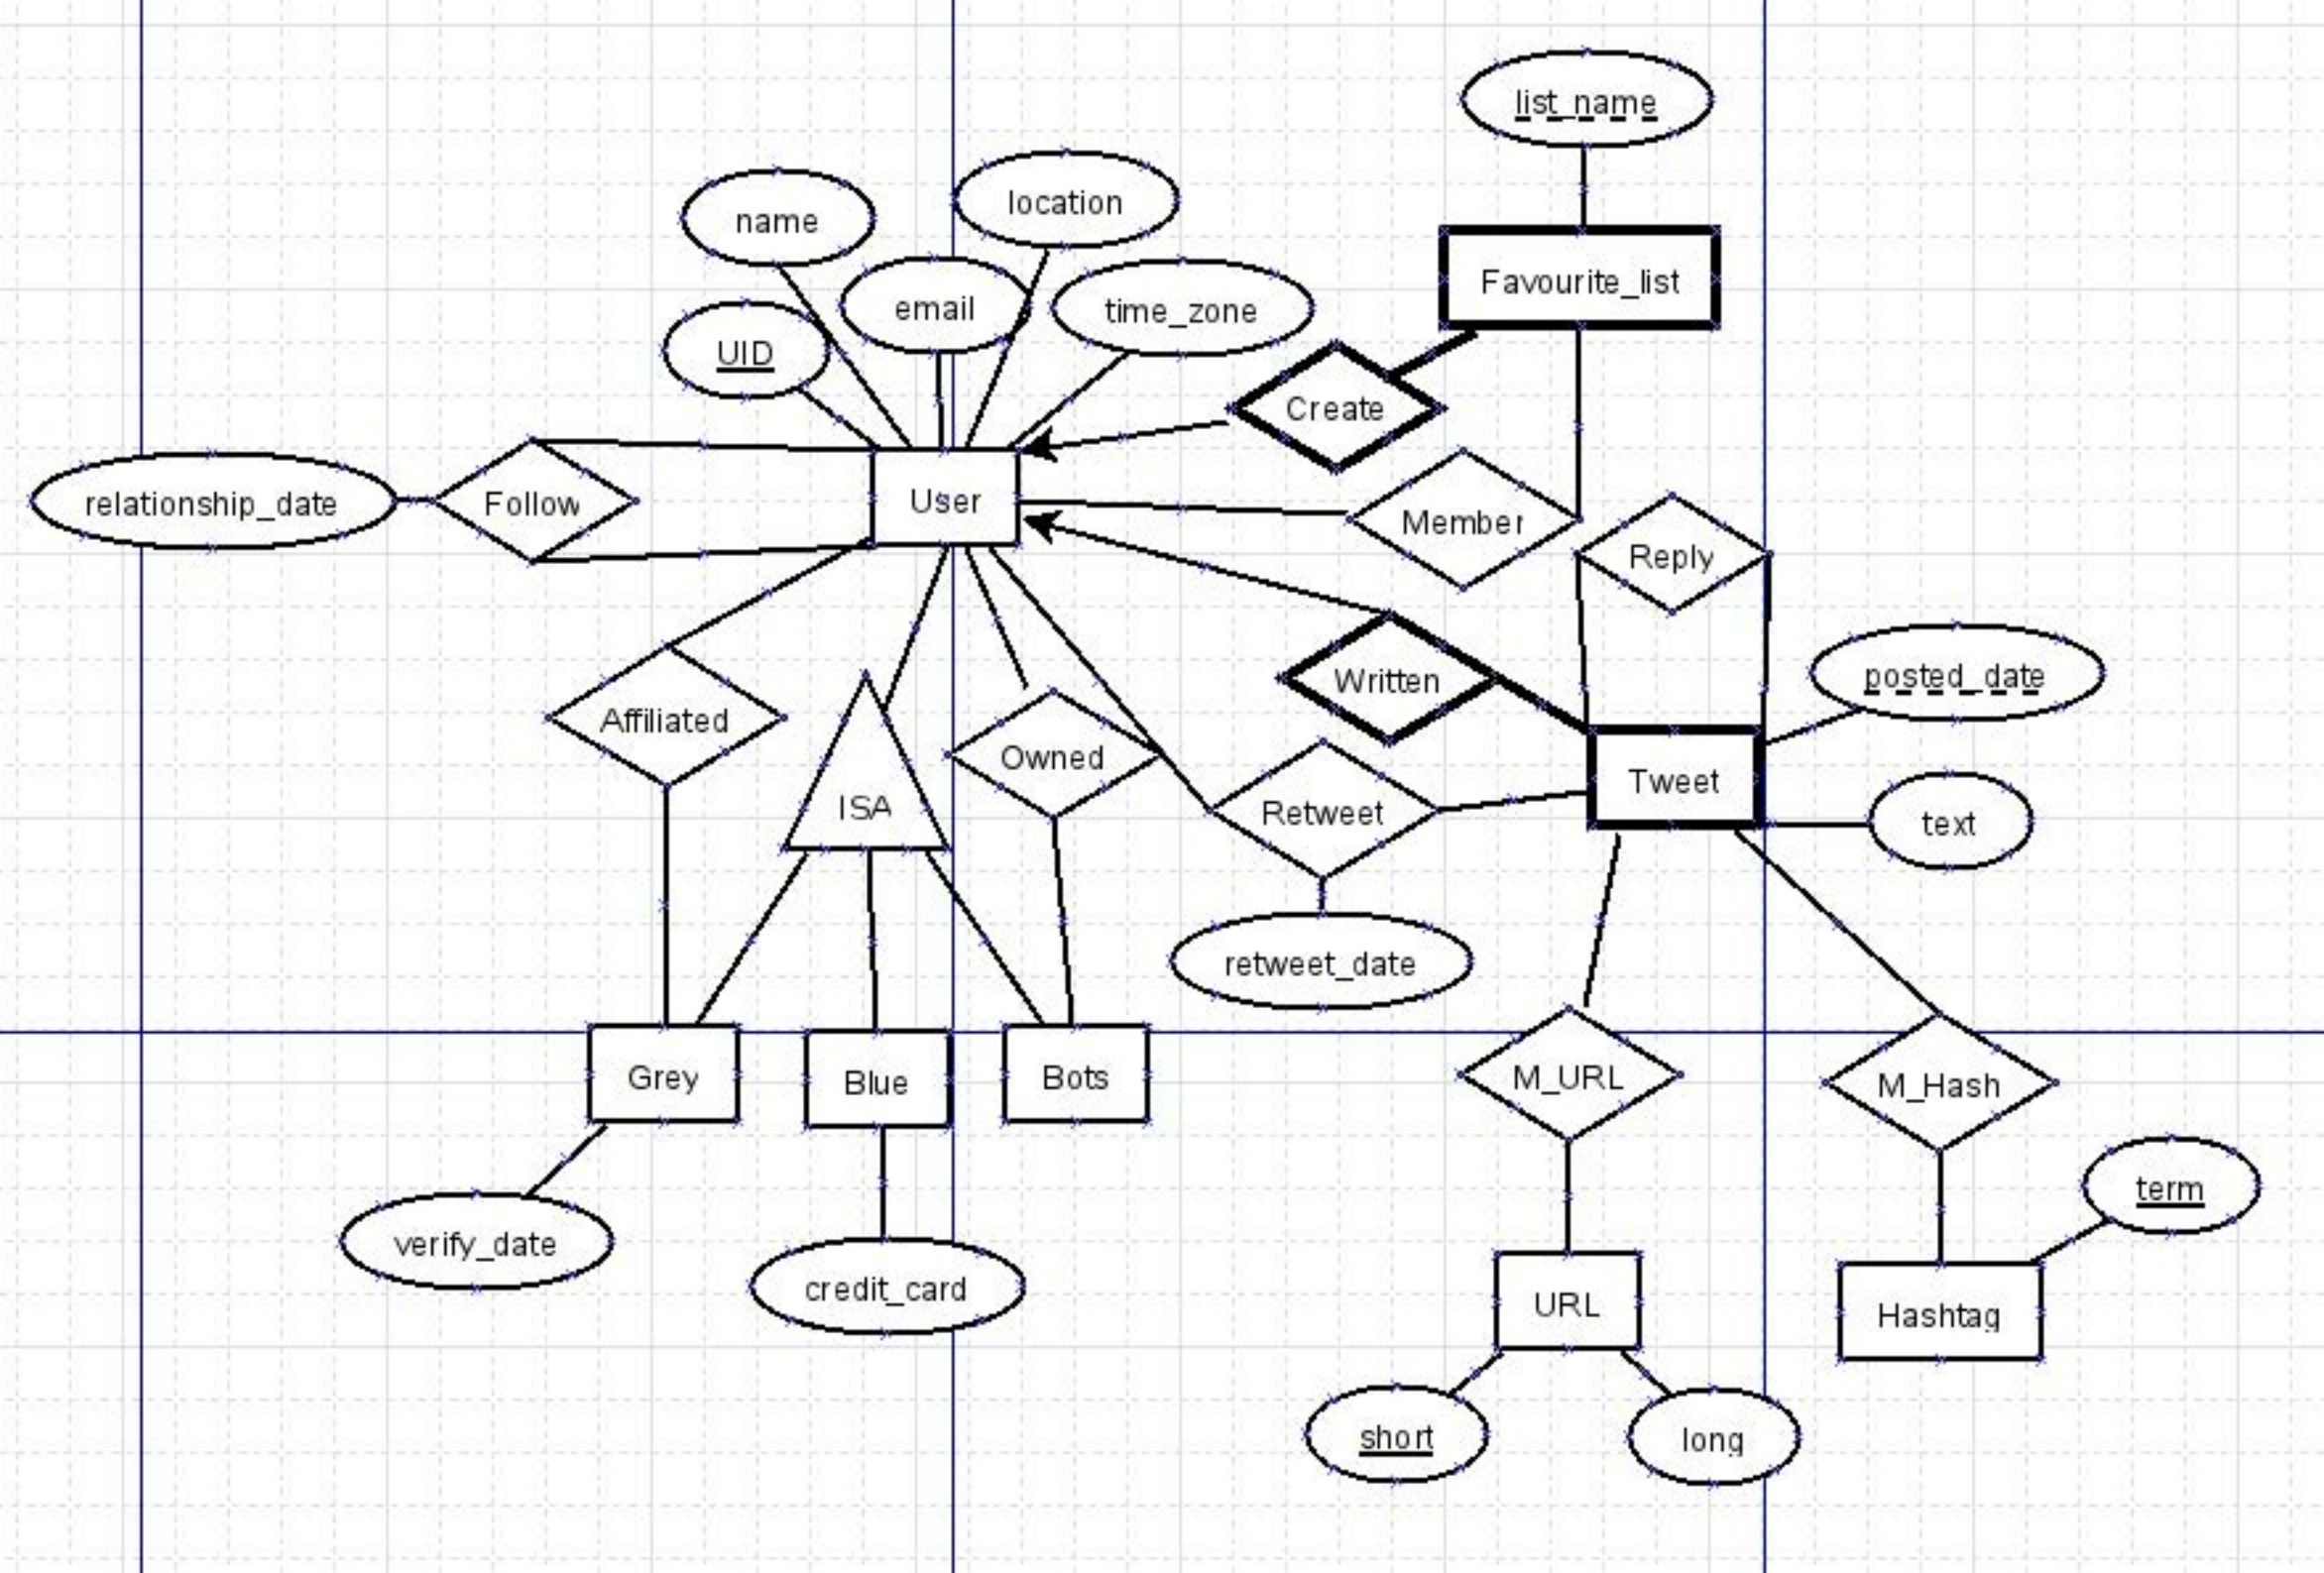 list_name
name
location
Favourite_list
email
time_zone
UID
Create
relationship_date
Follow
User
Member
Reply
Written
posted_date
Affiliated
ISA
Owned
Retweet
Tweet
text
retweet_date
Grey
Blue
Bots
M_URL
M_Hash
term
verify_date
credit_card
URL
Hashtag
short
long